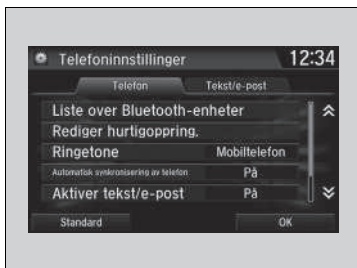 Telefoninnstillinger 12:34
Telefon Tekst/e-post
Liste over Bluetooth-enheter
Rediger hurtigoppring.
Ringetone Mobiltelefon
Automatisk synkronisering av telefon På
Aktiver tekst/e-post På
Standard OK